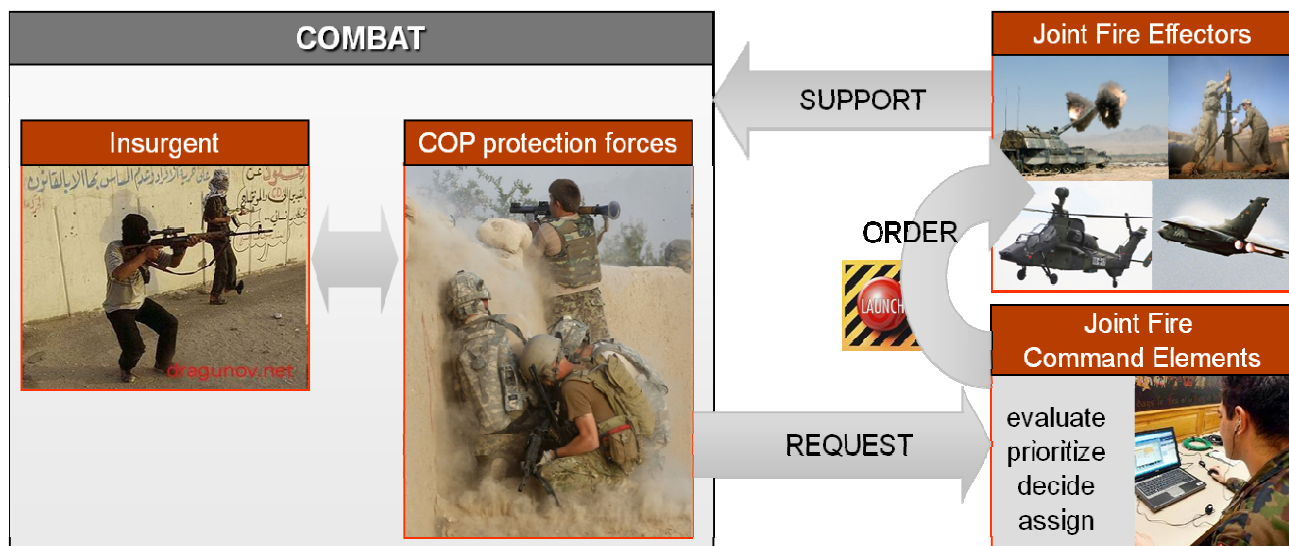 COMBAT
Insurgent
COP protection forces
dragunov.net
SUPPORT
ORDER
LAUNCH
REQUEST
Joint Fire Effectors
Joint Fire
Command Elements
evaluate
prioritize
decide
assign